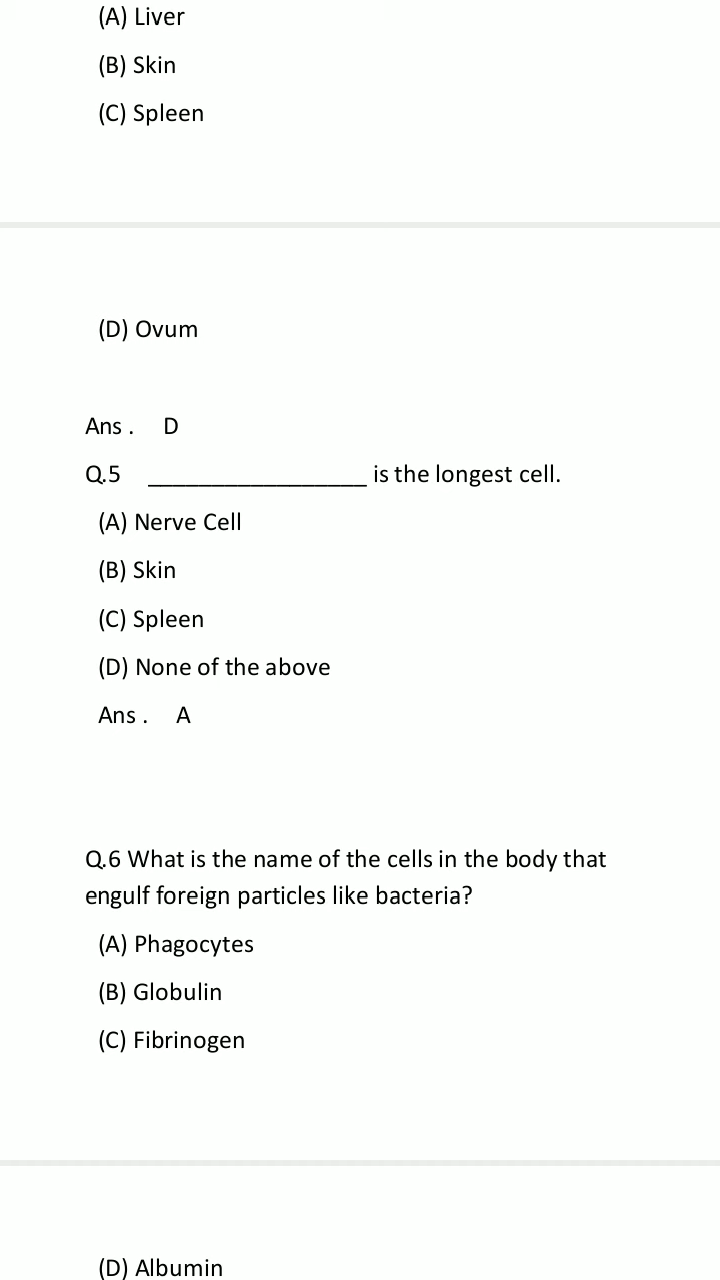 (A) Liver
(B) Skin
(C) Spleen
(D) Ovum
Ans .    D
Q.5    __________________ is the longest cell.
(A) Nerve Cell
(B) Skin
(C) Spleen
(D) None of the above
Ans .    A
Q.6 What is the name of the cells in the body that
engulf foreign particles like bacteria?
(A) Phagocytes
(B) Globulin
(C) Fibrinogen
(D) Albumin